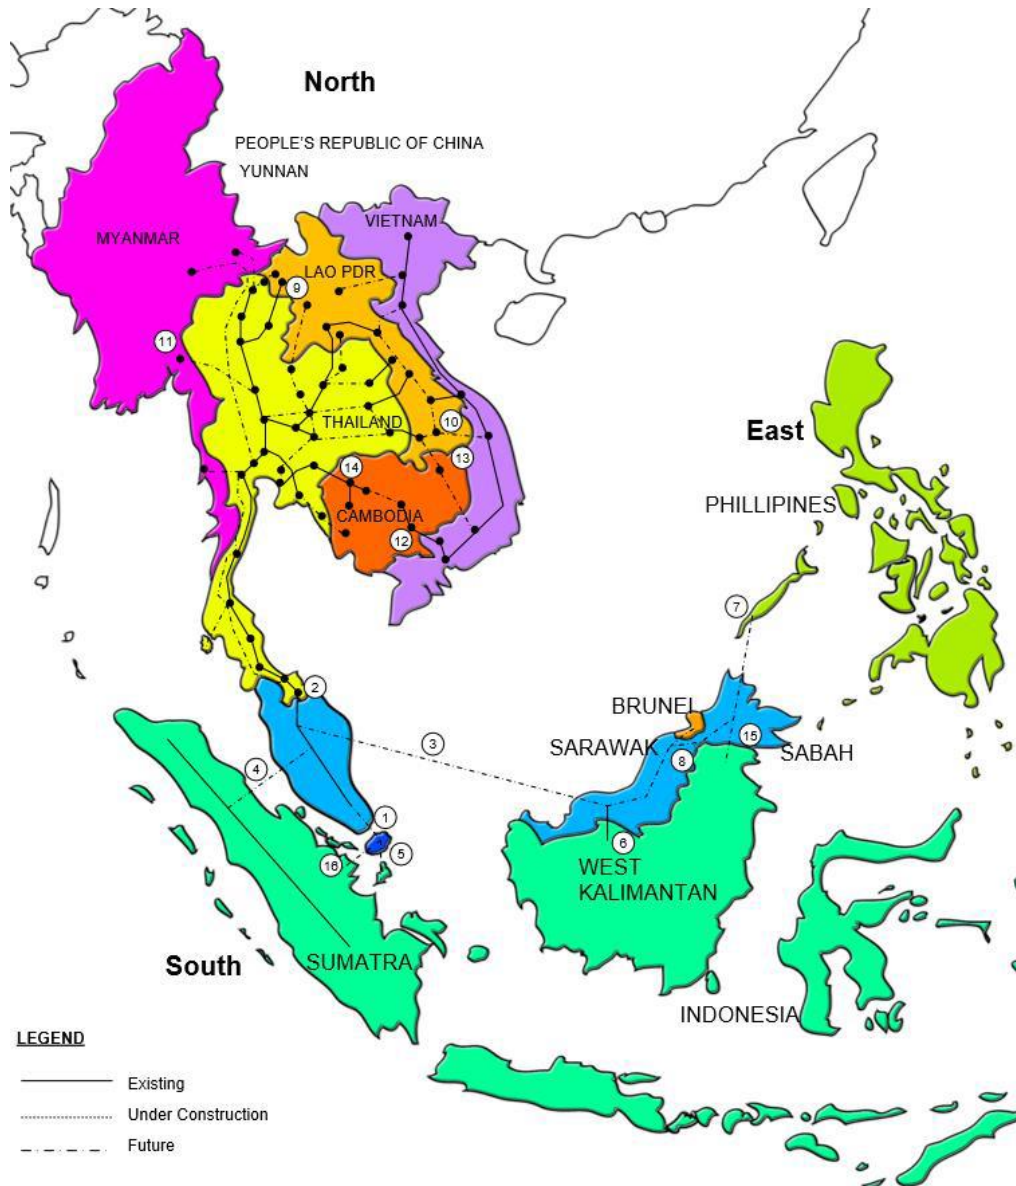 North
PEOPLE'S REPUBLIC OF CHINA
YUNNAN
VIETNAM
MYANMAR
LAO PDR
9
11
THAILAND
10
East
13
14
PHILLIPINES
CAMBODIA
12
7
2
BRUNEI
SARAWAK
15
SABAH
3
8
4
1
5
16
6
WEST
KALIMANTAN
South
SUMATRA
INDONESIA
LEGEND
Existing
Under Construction
Future